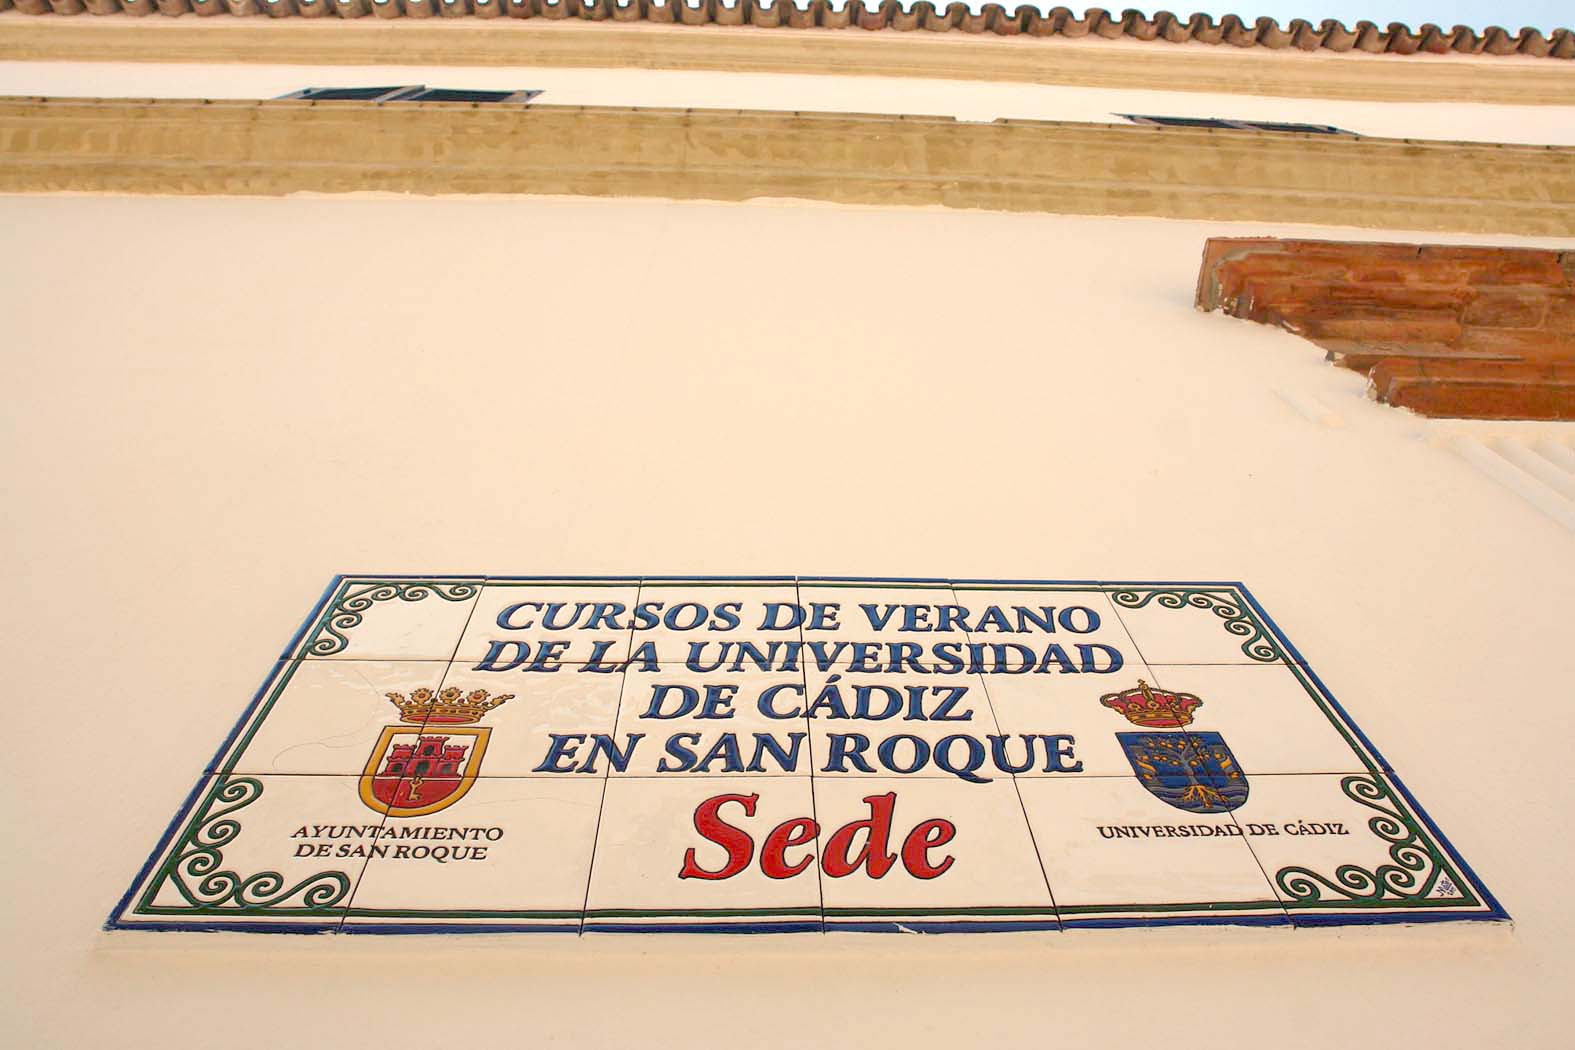 CURSOS DE VERANO
DE LA UNIVERSIDAD
DE CÁDIZ
EN SAN ROQUE
Sede
AYUNTAMIENTO
DE SAN ROQUE
UNIVERSIDAD DE CÁDIZ